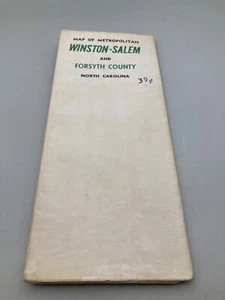 MAP OF METROPOLITAN
WINSTON-SALEM
AND
FORSYTH COUNTY
NORTH CAROLINA
39¢